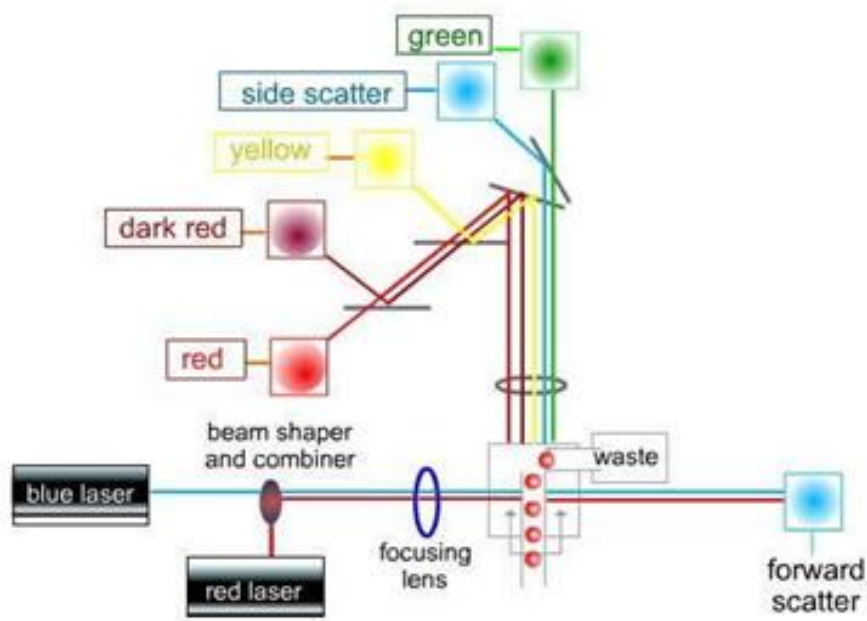 green
side scatter
yellow
dark red
red
beam shaper
and combiner
waste
blue laser
focusing
lens
red laser
forward
scatter